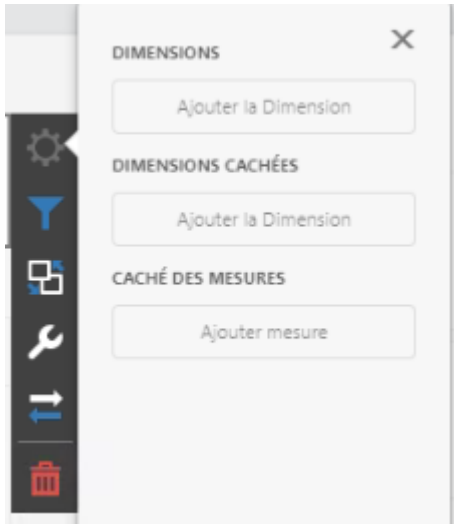 DIMENSIONS
Ajouter la Dimension
DIMENSIONS CACHÉES
Ajouter la Dimension
CACHÉ DES MESURES
Ajouter mesure